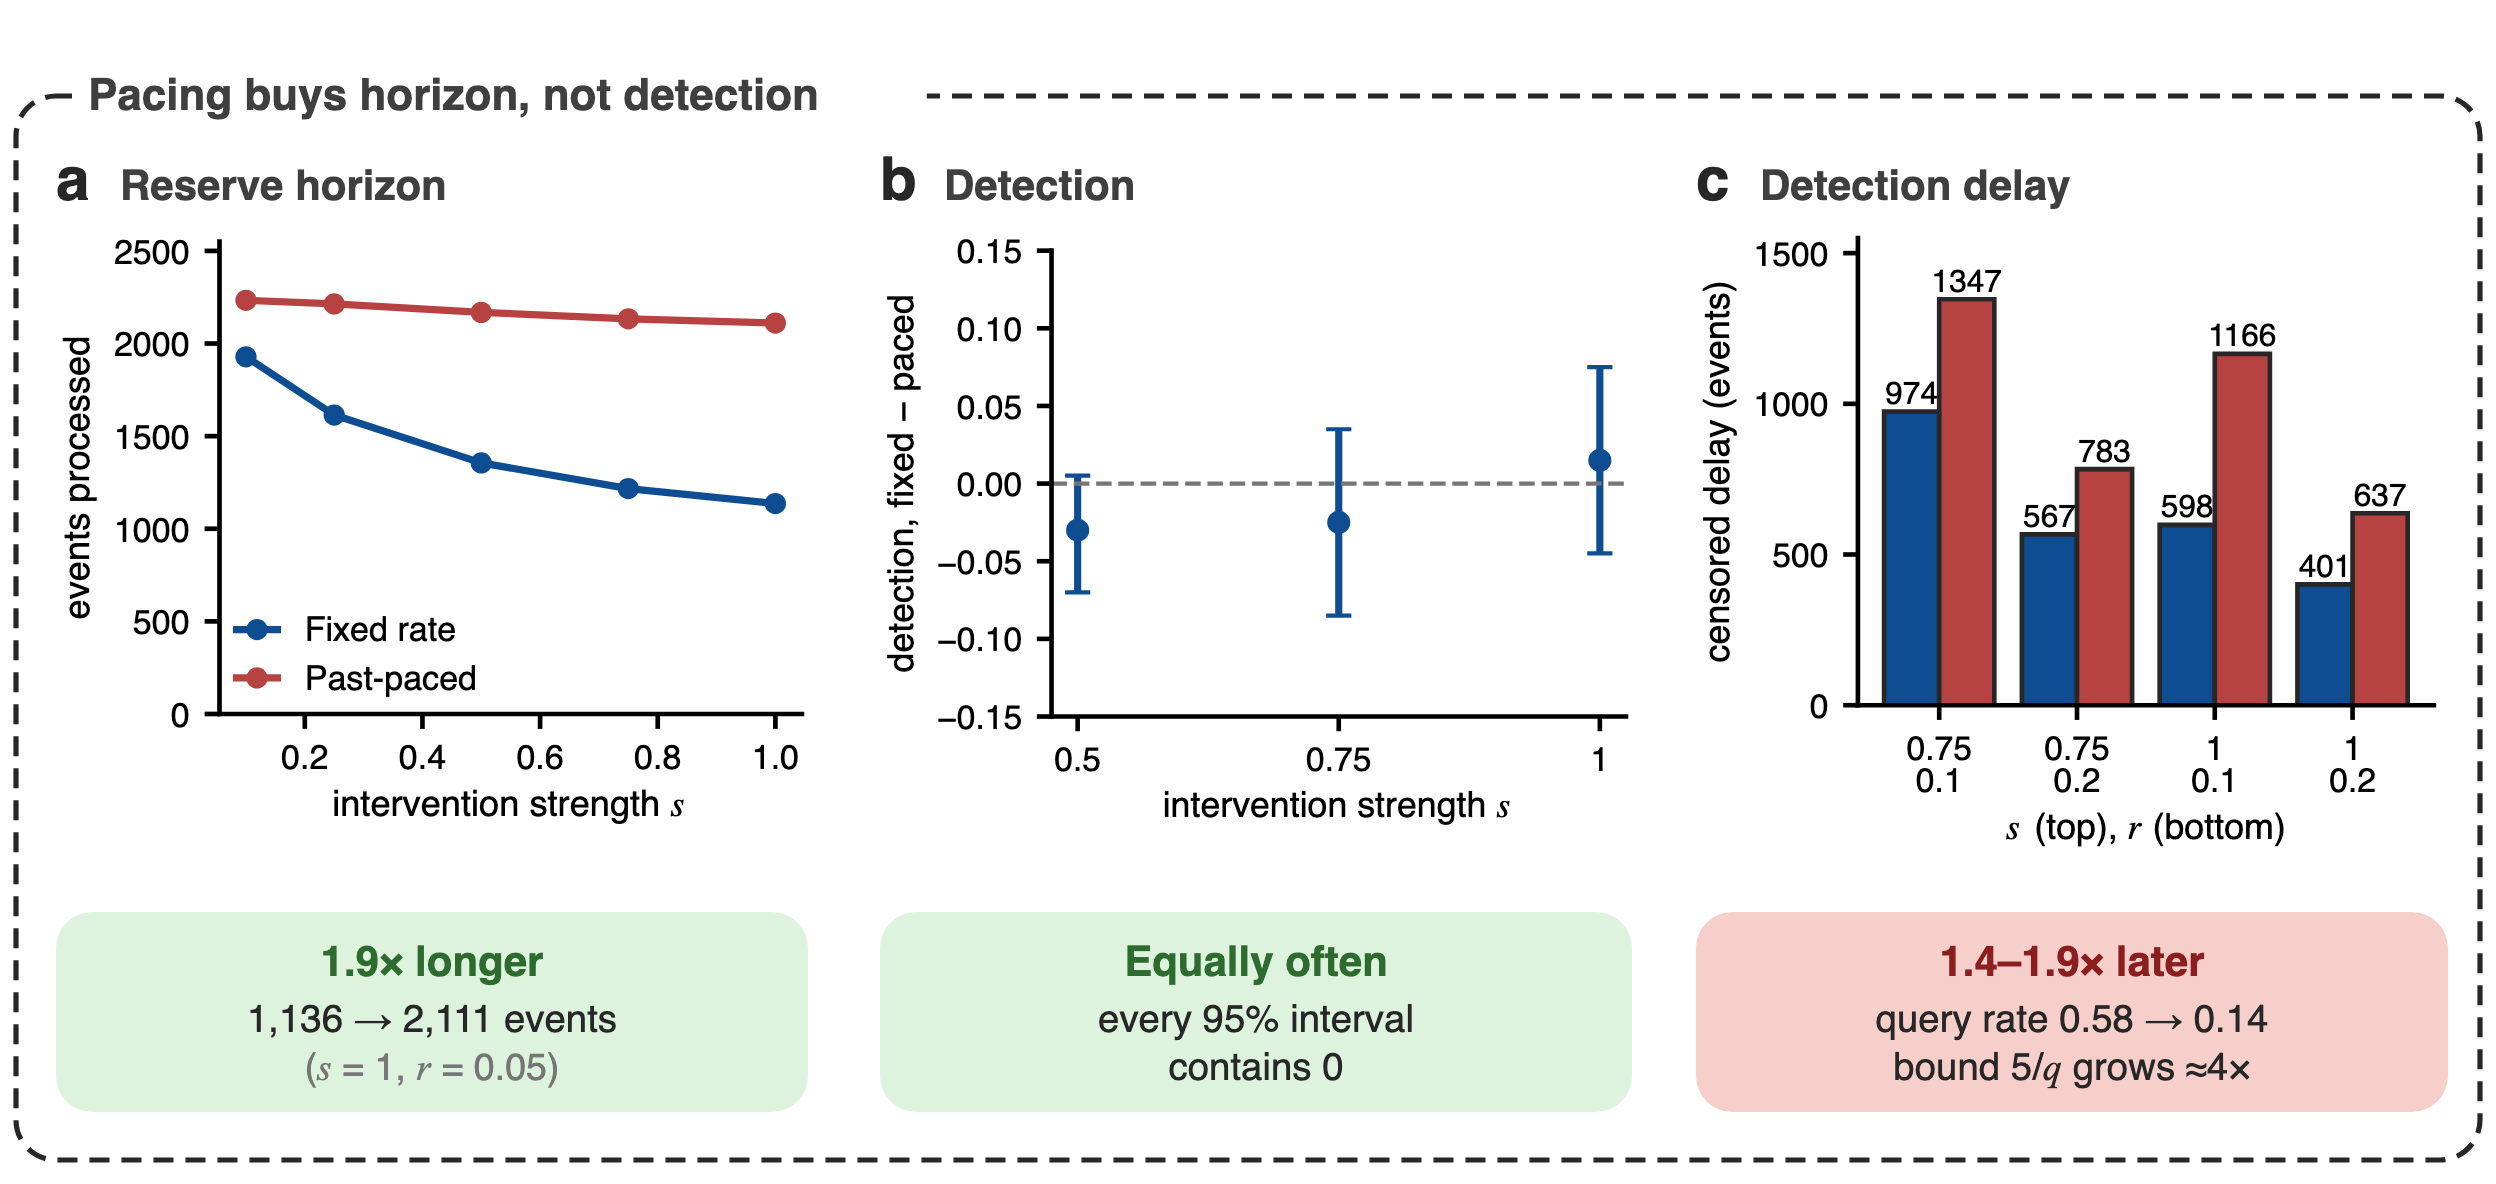 Pacing buys horizon, not detection
a Reserve horizon
2500
2000
1500
1000
500
0
events processed
Fixed rate
Past-paced
0.2 0.4 0.6 0.8 1.0
intervention strength s
b Detection
0.15
0.10
0.05
0.00
−0.05
−0.10
−0.15
detection, fixed − paced
0.5 0.75 1
intervention strength s
c Detection delay
1500
1000
500
0
censored delay (events)
974 1347 567 783 598 1166 401 637
0.75 0.75 1 1
0.1 0.2 0.1 0.2
s (top), r (bottom)
1.9× longer
1,136 → 2,111 events
(s = 1, r = 0.05)
Equally often
every 95% interval
contains 0
1.4–1.9× later
query rate 0.58 → 0.14
bound 5/q grows ≈4×